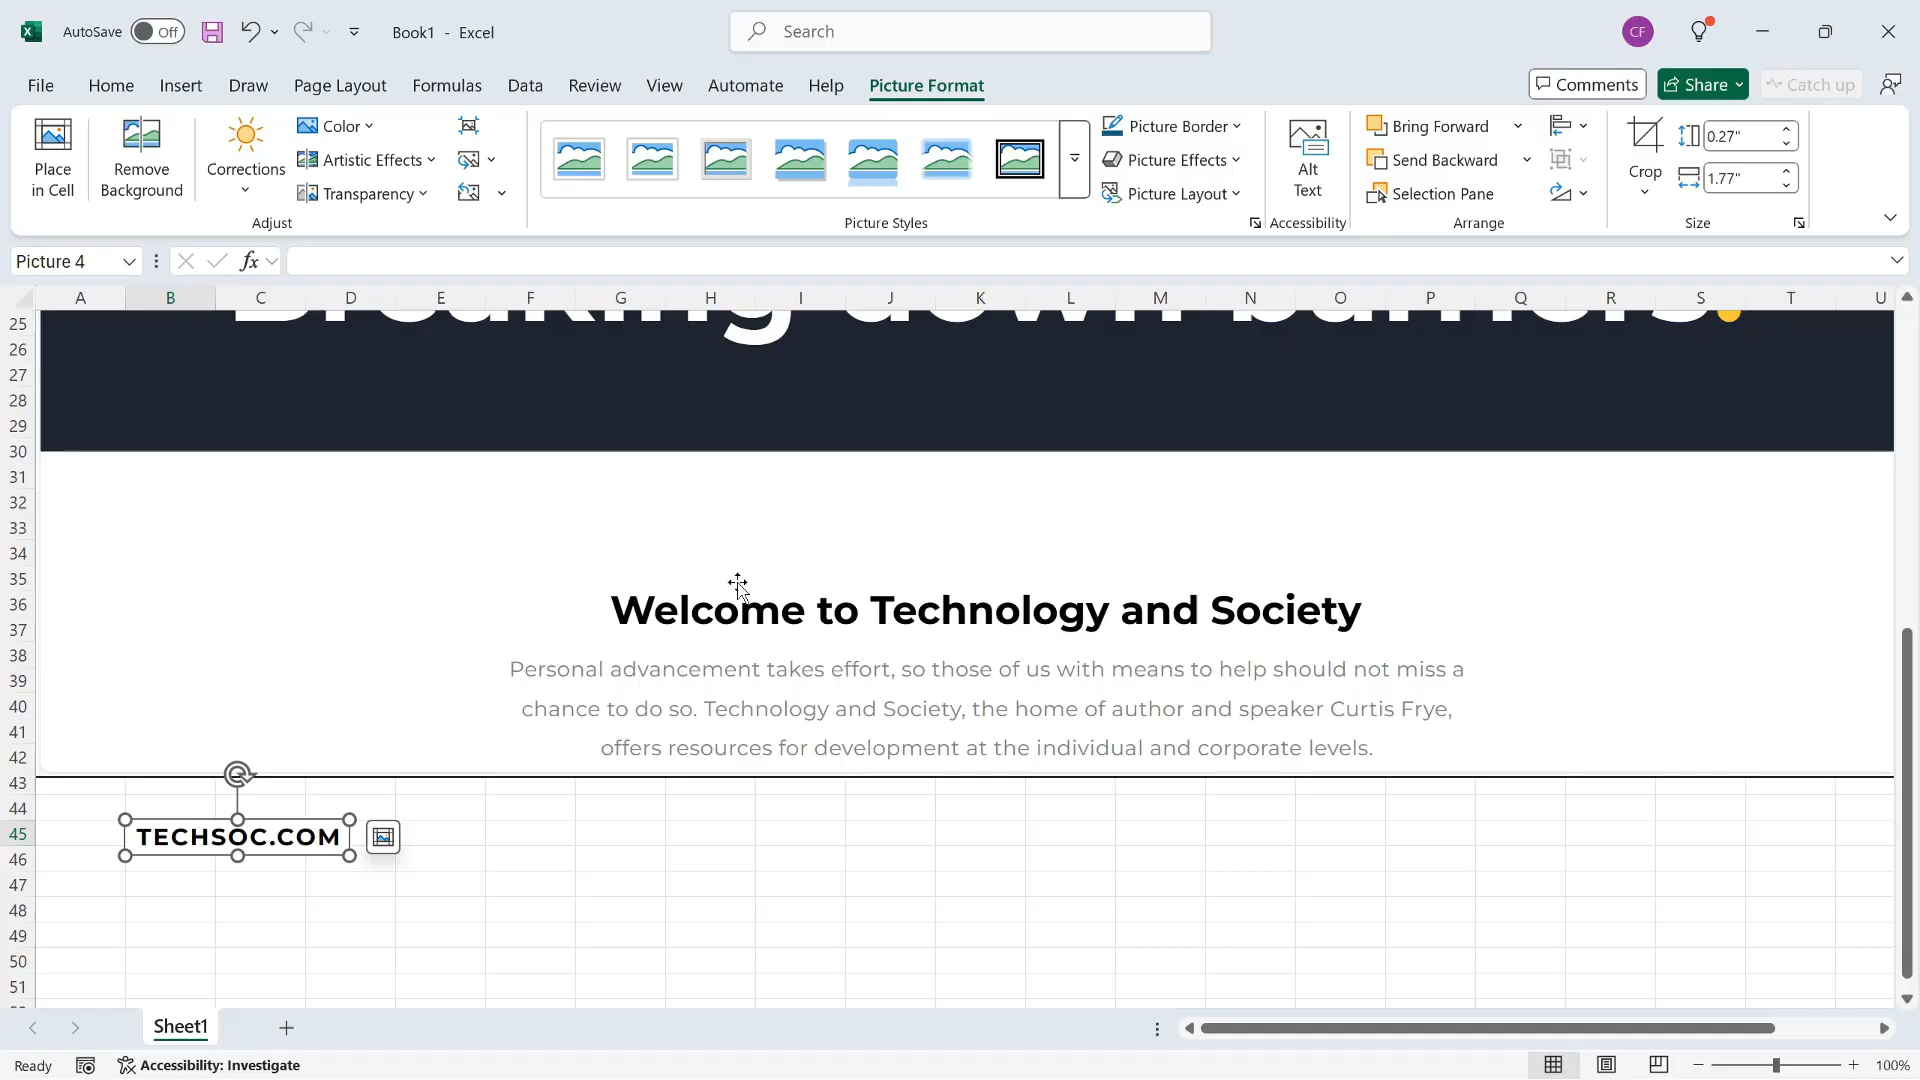 AutoSave Off Book1 - Excel Search CF
File Home Insert Draw Page Layout Formulas Data Review View Automate Help Picture Format Comments Share Catch up
Place in Cell
Remove Background
Corrections
Color
Artistic Effects
Transparency
Adjust
Picture Styles
Picture Border
Picture Effects
Picture Layout
Alt Text
Accessibility
Bring Forward
Send Backward
Selection Pane
Arrange
Crop
0.27"
1.77"
Size
Picture 4 fx
A B C D E F G H I J K L M N O P Q R S T U
25
Breaking down barriers.
26
27
28
29
30
31
32
33
34
35
36
Welcome to Technology and Society
37
38
39
Personal advancement takes effort, so those of us with means to help should not miss a
40
chance to do so. Technology and Society, the home of author and speaker Curtis Frye,
41
42
offers resources for development at the individual and corporate levels.
43
44
45
TECHSOC.COM
46
47
48
49
50
51
Sheet1
Ready Accessibility: Investigate 100%